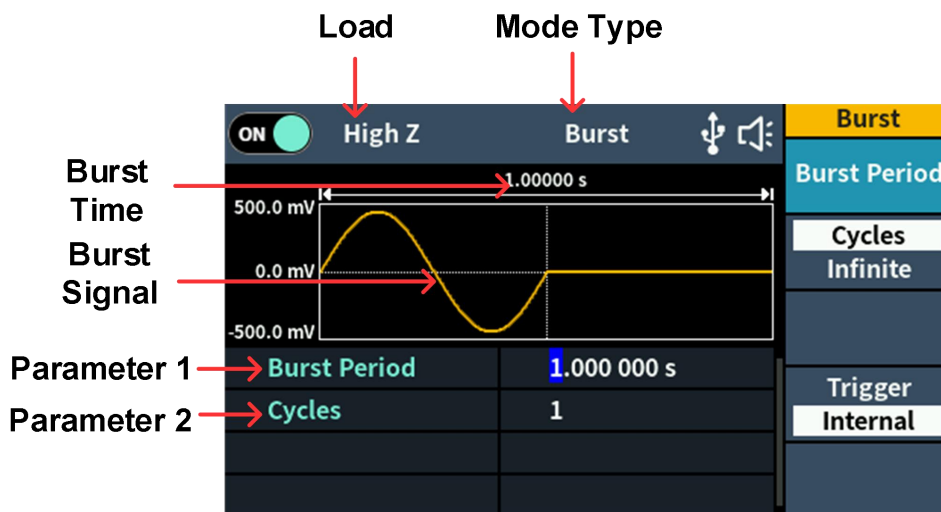 Load
Mode Type
ON
High Z
Burst
Burst
Burst Period
Cycles
Infinite
Trigger
Internal
Burst
Time
1.00000 s
500.0 mV
Burst
Signal
0.0 mV
-500.0 mV
Parameter 1
Burst Period
1.000 000 s
Parameter 2
Cycles
1